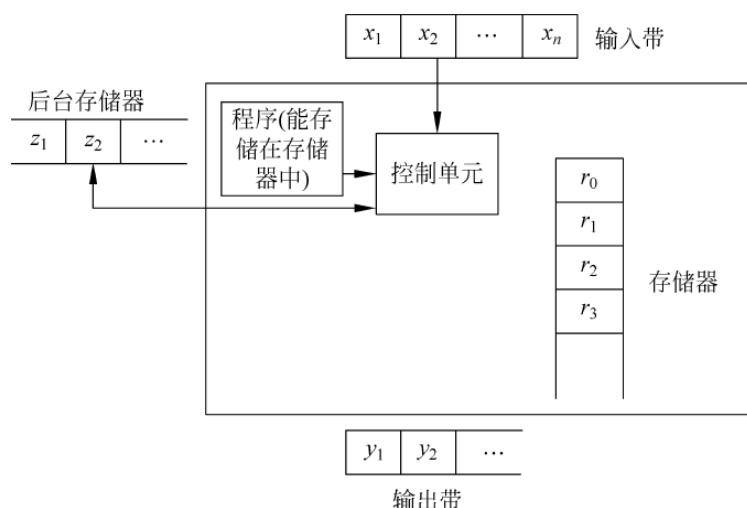 x1 x2 … xn 输入带
后台存储器
z1 z2 …
程序(能存
储在存储
器中)
控制单元
r0
r1
r2
r3
存储器
y1 y2 …
输出带